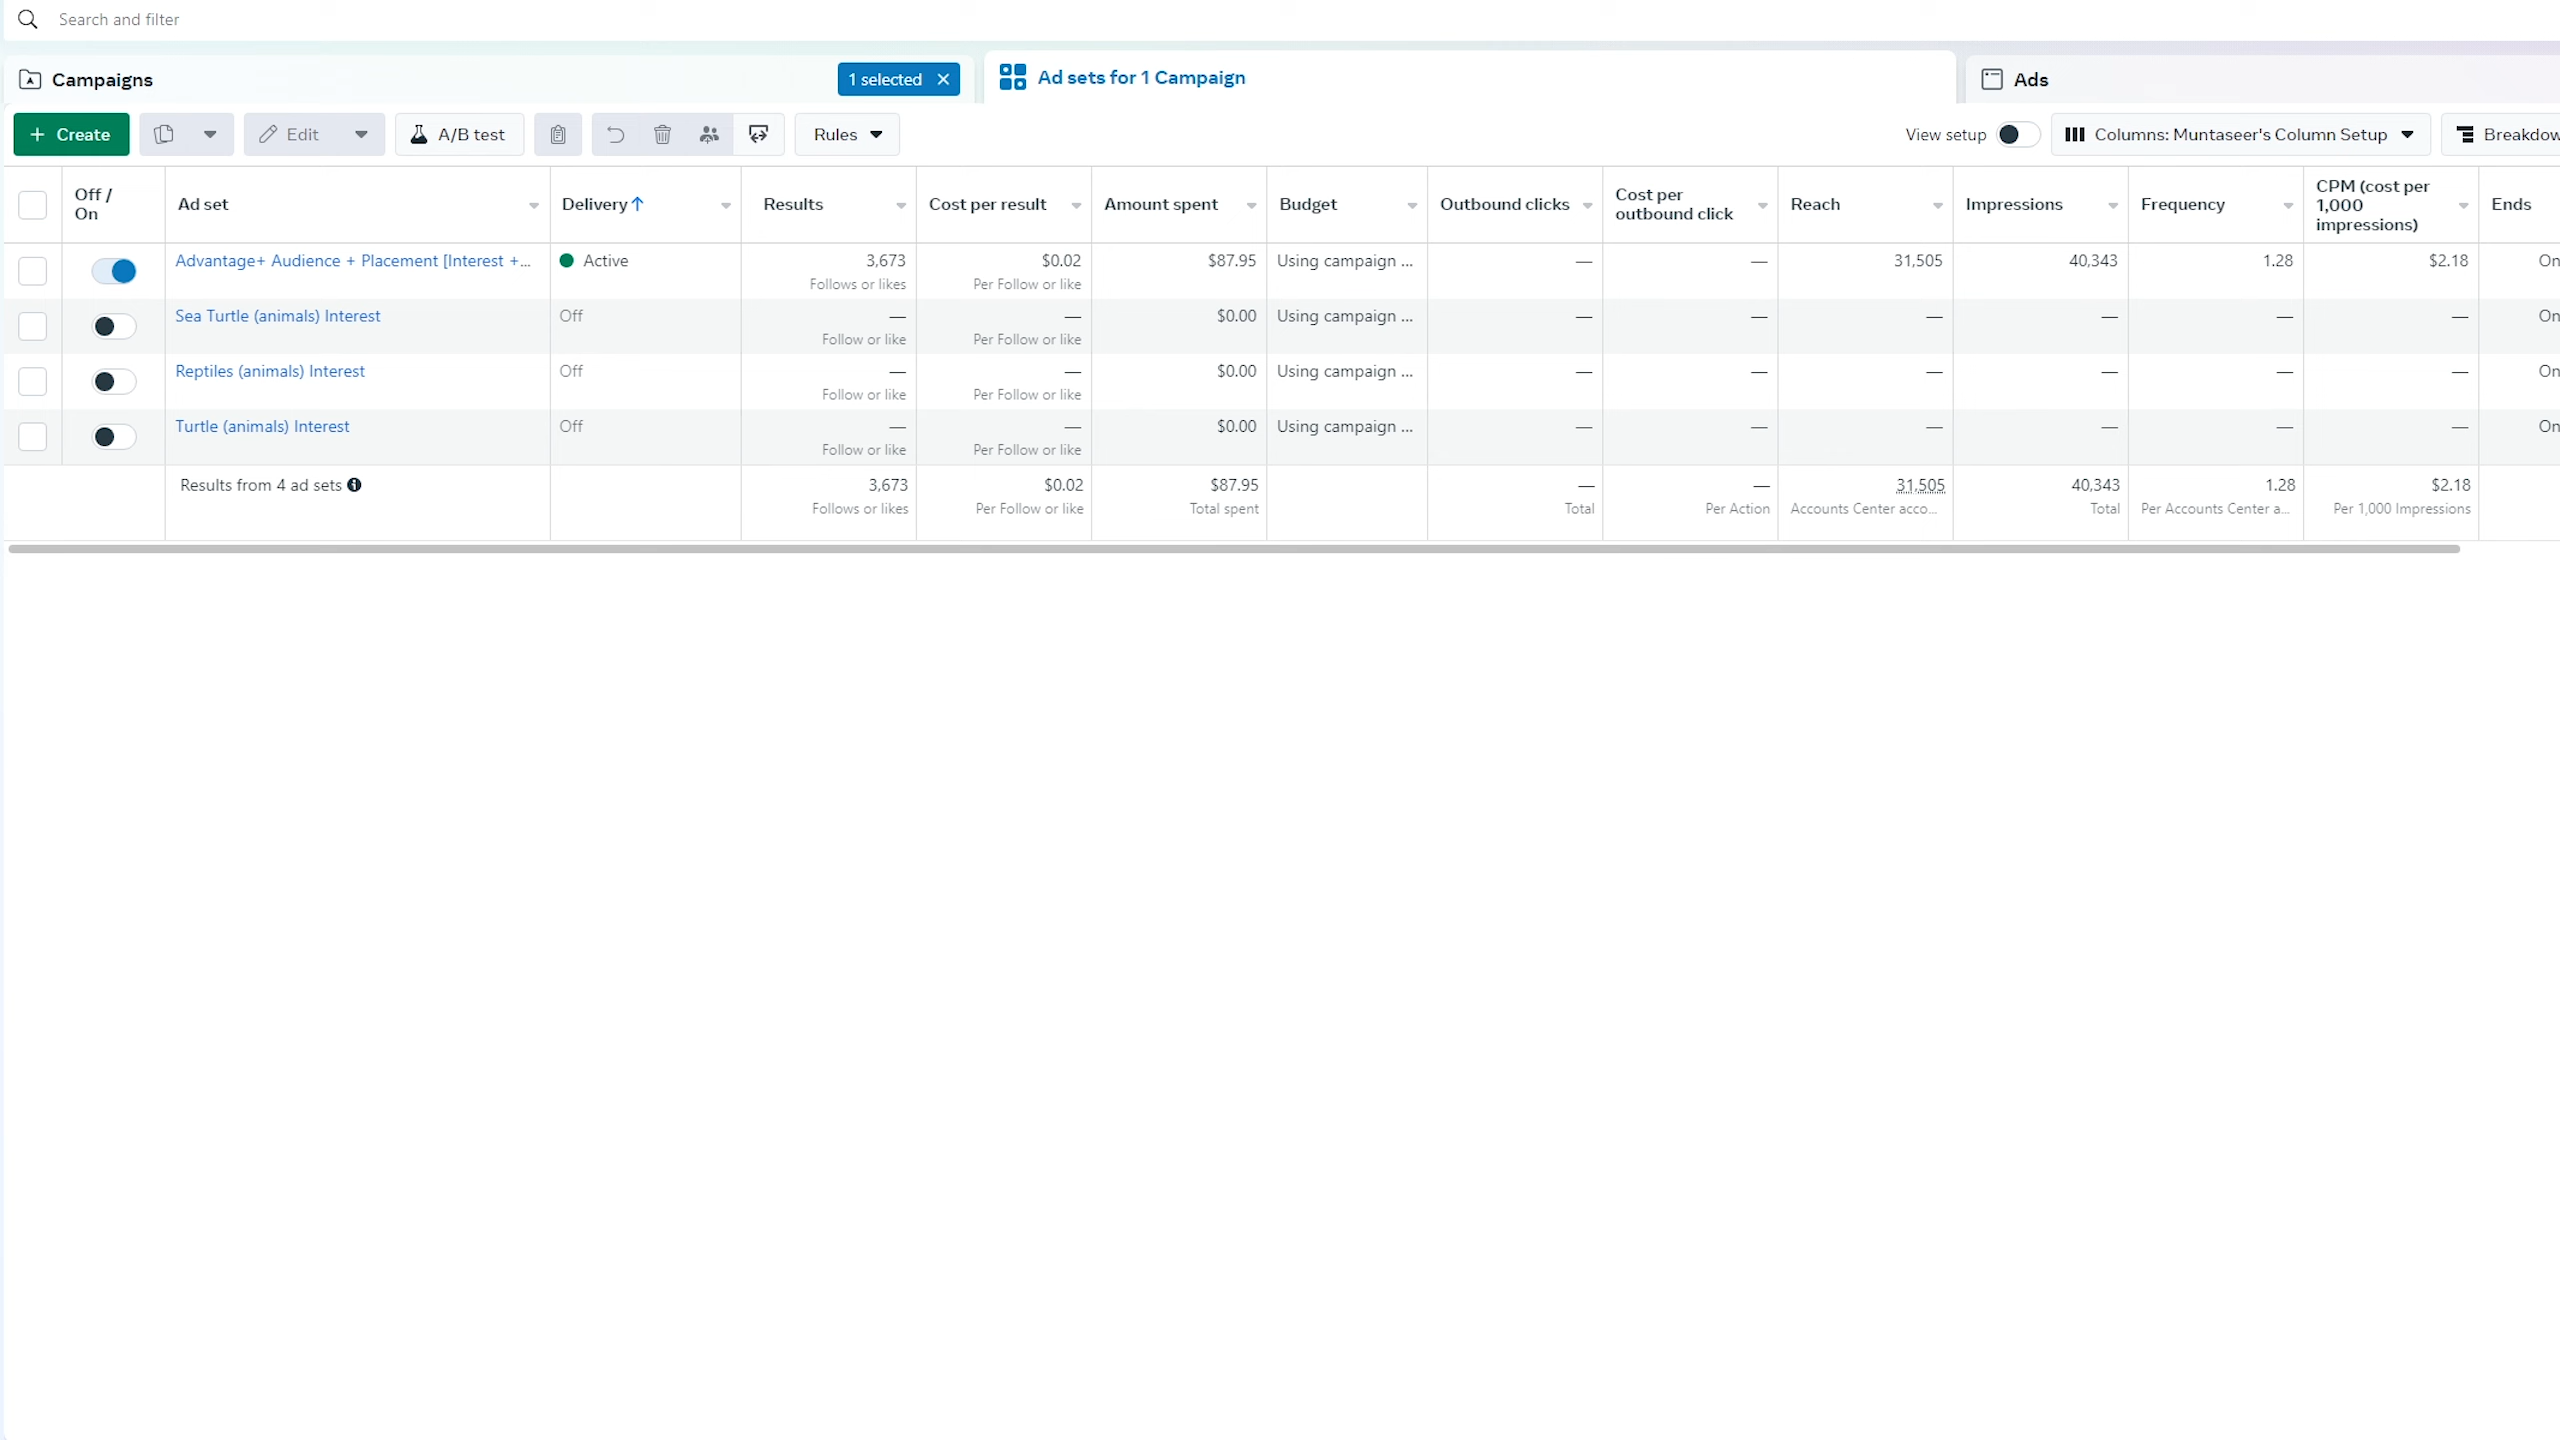 Search and filter
Campaigns
1 selected
Ad sets for 1 Campaign
Ads
Create
Edit
A/B test
Rules
View setup
Columns: Muntaseer's Column Setup
Breakdow
Off / On
Ad set
Delivery↑
Results
Cost per result
Amount spent
Budget
Outbound clicks
Cost per outbound click
Reach
Impressions
Frequency
CPM (cost per 1,000 impressions)
Ends
Advantage+ Audience + Placement [Interest +... Active 3,673 $0.02 $87.95 Using campaign ... — — 31,505 40,343 1.28 $2.18 On
Follows or likes Per Follow or like
Sea Turtle (animals) Interest Off — — $0.00 Using campaign ... — — — — — — On
Follow or like Per Follow or like
Reptiles (animals) Interest Off — — $0.00 Using campaign ... — — — — — — On
Follow or like Per Follow or like
Turtle (animals) Interest Off — — $0.00 Using campaign ... — — — — — — On
Follow or like Per Follow or like
Results from 4 ad sets 3,673 $0.02 $87.95 — — 31,505 40,343 1.28 $2.18
Follows or likes Per Follow or like Total spent Total Per Action Accounts Center acco... Total Per Accounts Center a... Per 1,000 Impressions